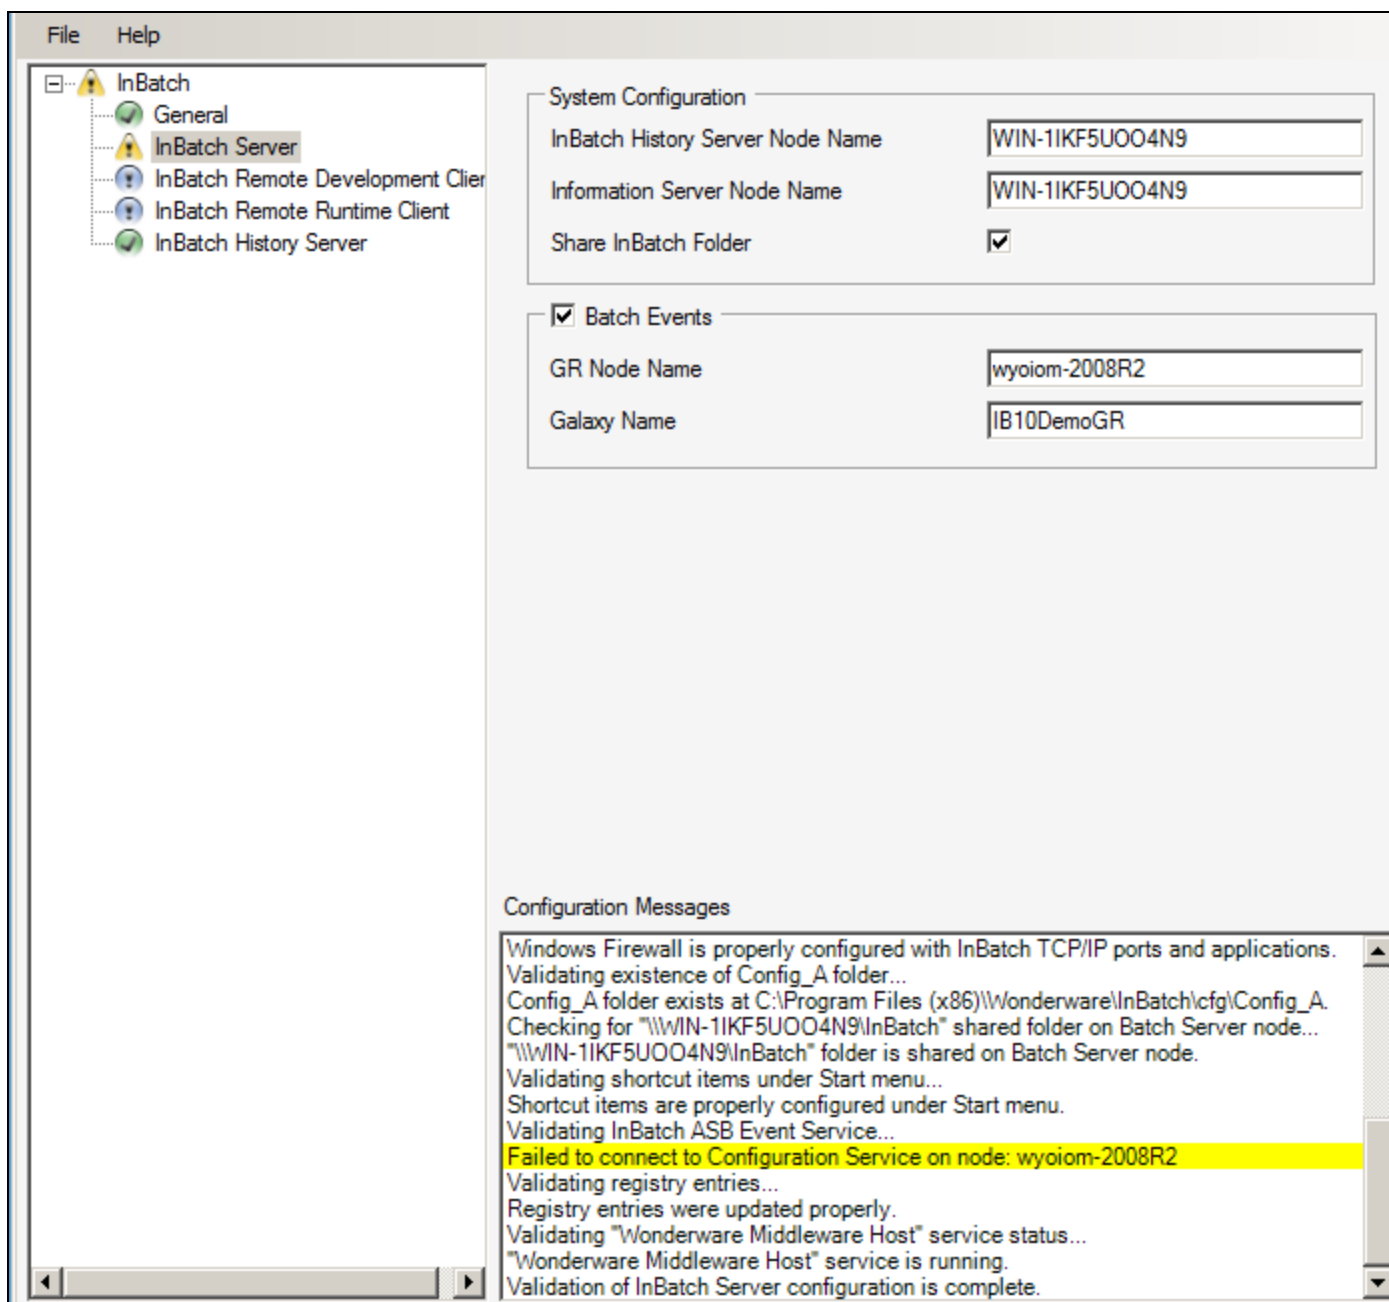 File Help
InBatch
General
InBatch Server
InBatch Remote Development Clier
InBatch Remote Runtime Client
InBatch History Server
System Configuration
InBatch History Server Node Name WIN-1IKF5UOO4N9
Information Server Node Name WIN-1IKF5UOO4N9
Share InBatch Folder
Batch Events
GR Node Name wyoiom-2008R2
Galaxy Name IB10DemoGR
Configuration Messages
Windows Firewall is properly configured with InBatch TCP/IP ports and applications.
Validating existence of Config_A folder...
Config_A folder exists at C:\Program Files (x86)\Wonderware\InBatch\cfg\Config_A.
Checking for "\\WIN-1IKF5UOO4N9\InBatch" shared folder on Batch Server node...
"\\WIN-1IKF5UOO4N9\InBatch" folder is shared on Batch Server node.
Validating shortcut items under Start menu...
Shortcut items are properly configured under Start menu.
Validating InBatch ASB Event Service...
Failed to connect to Configuration Service on node: wyoiom-2008R2
Validating registry entries...
Registry entries were updated properly.
Validating "Wonderware Middleware Host" service status...
"Wonderware Middleware Host" service is running.
Validation of InBatch Server configuration is complete.